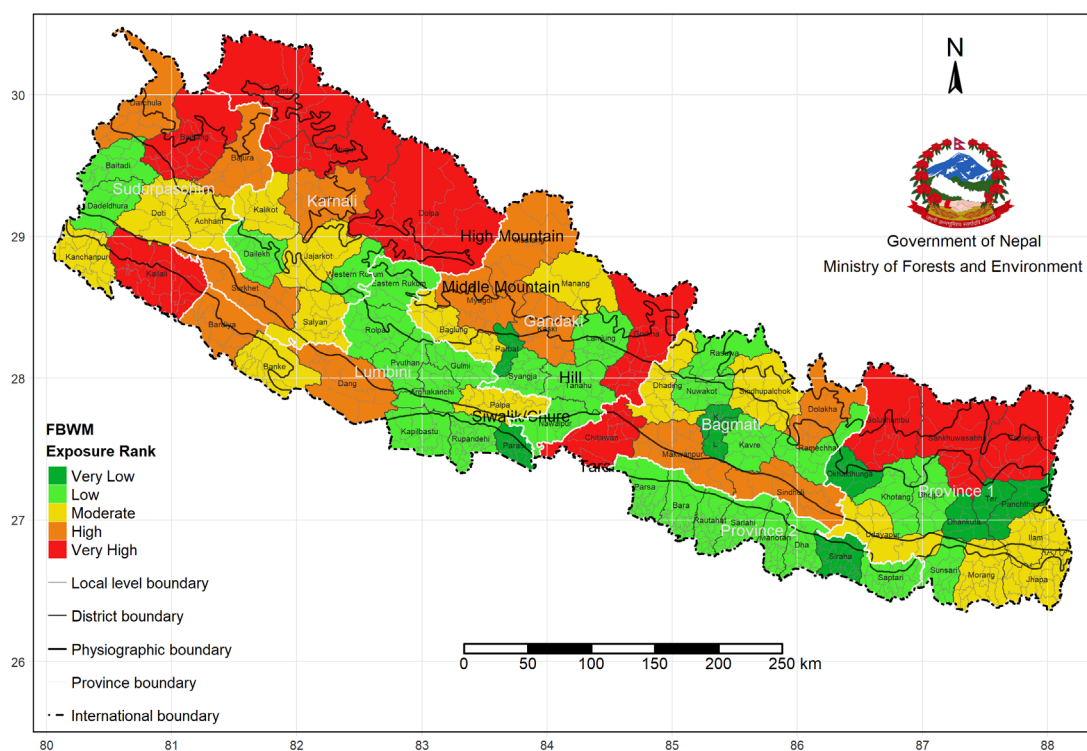 N
30
29
28
27
26
80
81
82
83
84
85
86
87
88
Government of Nepal
Ministry of Forests and Environment
Darchula
Humla
Bajhang
Bajura
Mugu
Baitadi
Sudurpaschim
Dadeldhura
Doti
Achham
Kalikot
Karnali
Dolpa
Kanchanpur
Kailali
Dailekh
Jajarkot
Western Rukum
Eastern Rukum
High Mountain
Middle Mountain
Manang
Myagdi
Gandaki
Kaski
Surkhet
Salyan
Bardiya
Banke
Rolpa
Baglung
Parbat
Lamjung
Syangja
Tanahu
Hill
Pyuthan
Gulmi
Lumbini
Dang
Arghakhanchi
Palpa
Siwalik/Chure
Nawalpur
Kapilbastu
Rupandehi
Parasi
Chitawan
Rasuwa
Dhading
Nuwakot
Sindhupalchok
Bagmati
Kavre
Dolakha
Ramechhap
Makwanpur
Sindhuli
Solukhumbu
Sankhuwasabha
Taplejung
Okhaldhunga
Khotang
Province 1
Panchthar
Dhankuta
Udayapur
Ilam
Parsa
Bara
Rautahat
Sarlahi
Province 2
Dha
Siraha
Saptari
Sunsari
Morang
Jhapa
FBWM
Exposure Rank
Very Low
Low
Moderate
High
Very High
Local level boundary
District boundary
Physiographic boundary
Province boundary
International boundary
0
50
100
150
200
250 km